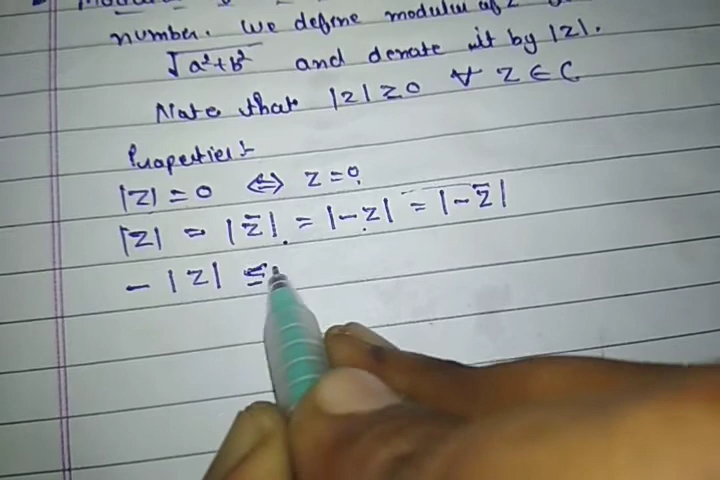 number. We define modulus of z
√a²+b² and denote it by |z|.
Note that |z| ≥ 0 ∀ z ∈ C
Properties:-
|z| = 0 ⇔ z = 0
|z| = |z̄| = |-z| = |-z̄|
- |z| ≤